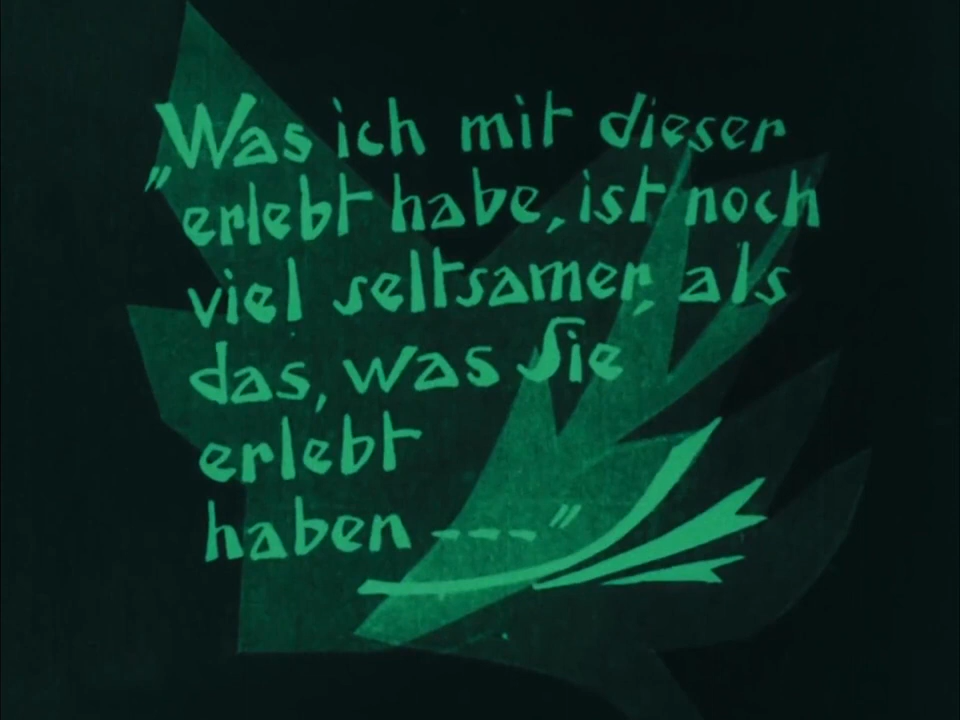 „Was ich mit dieser
erlebt habe, ist noch
viel seltsamer, als
das, was Sie
erlebt
haben ---"